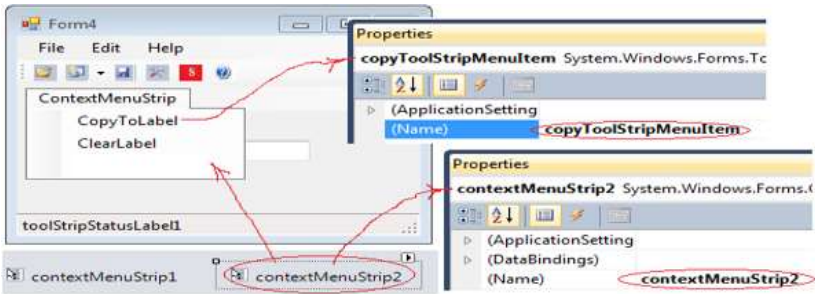 Form4
File Edit Help
S
ContextMenuStrip
CopyToLabel
ClearLabel
toolStripStatusLabel1
contextMenuStrip1
contextMenuStrip2
Properties
copyToolStripMenuItem System.Windows.Forms.To
(ApplicationSetting
(Name) copyToolStripMenuItem
Properties
contextMenuStrip2 System.Windows.Forms.C
(ApplicationSetting
(DataBindings)
(Name) contextMenuStrip2